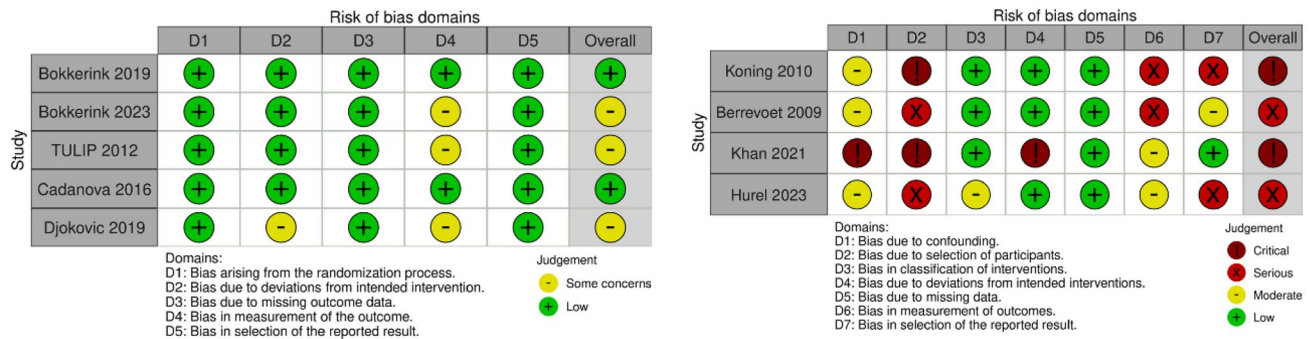 Risk of bias domains
D1 D2 D3 D4 D5 Overall
Study
Bokkerink 2019 + + + + + +
Bokkerink 2023 + + + - + -
TULIP 2012 + + + - + -
Cadanova 2016 + + + + + +
Djokovic 2019 + - + - + -
Domains:
D1: Bias arising from the randomization process.
D2: Bias due to deviations from intended intervention.
D3: Bias due to missing outcome data.
D4: Bias in measurement of the outcome.
D5: Bias in selection of the reported result.
Judgement
- Some concerns
+ Low
Risk of bias domains
D1 D2 D3 D4 D5 D6 D7 Overall
Study
Koning 2010 - ! + + + X X !
Berrevoet 2009 - X + + + X - X
Khan 2021 ! ! + ! + - + !
Hurel 2023 - X - + + - X X
Domains:
D1: Bias due to confounding.
D2: Bias due to selection of participants.
D3: Bias in classification of interventions.
D4: Bias due to deviations from intended interventions.
D5: Bias due to missing data.
D6: Bias in measurement of outcomes.
D7: Bias in selection of the reported result.
Judgement
! Critical
X Serious
- Moderate
+ Low